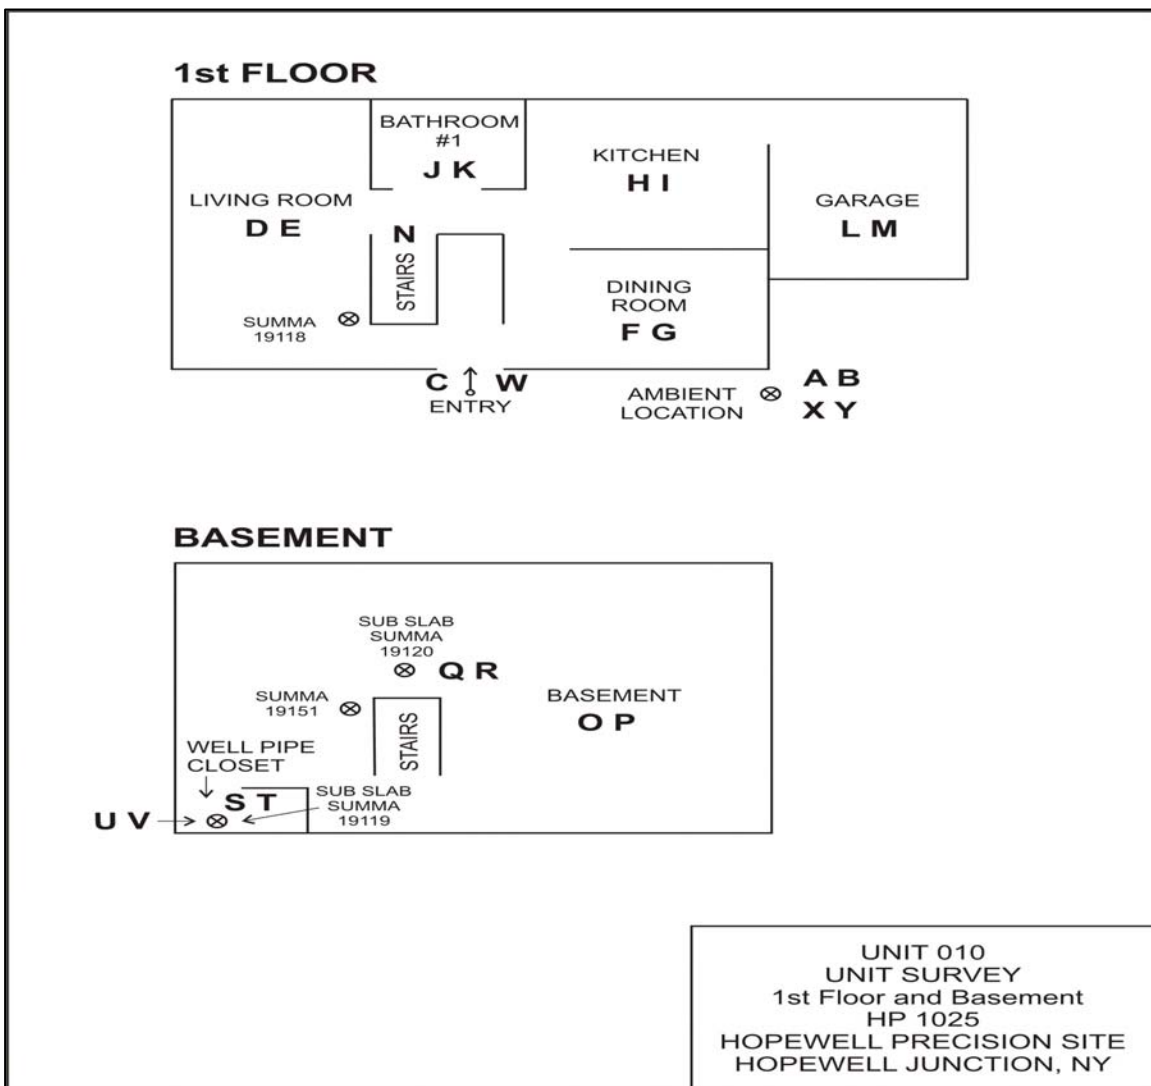 1st FLOOR
BATHROOM
#1
J K
KITCHEN
H I
LIVING ROOM
D E
GARAGE
L M
N
STAIRS
DINING
ROOM
F G
SUMMA
19118
C W
ENTRY
AMBIENT
LOCATION
A B
X Y
BASEMENT
SUB SLAB
SUMMA
19120
Q R
SUMMA
19151
STAIRS
BASEMENT
O P
WELL PIPE
CLOSET
S T
SUB SLAB
SUMMA
19119
U V
UNIT 010
UNIT SURVEY
1st Floor and Basement
HP 1025
HOPEWELL PRECISION SITE
HOPEWELL JUNCTION, NY